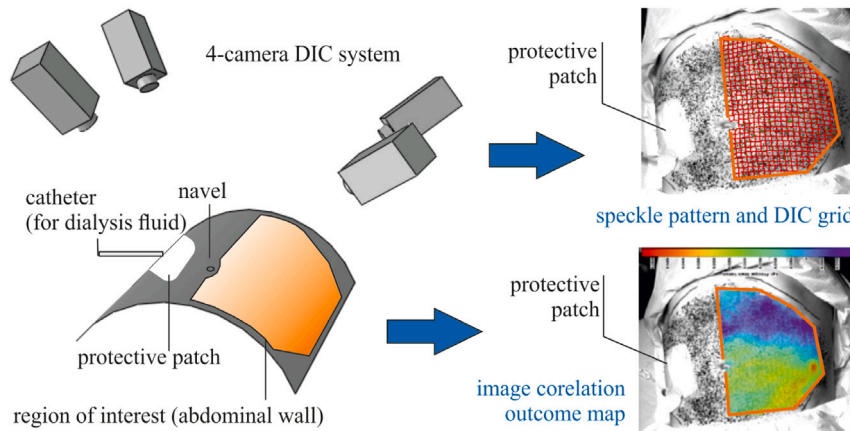 4-camera DIC system
protective
patch
catheter
(for dialysis fluid)
navel
speckle pattern and DIC grid
protective
patch
protective patch
image corelation
outcome map
region of interest (abdominal wall)